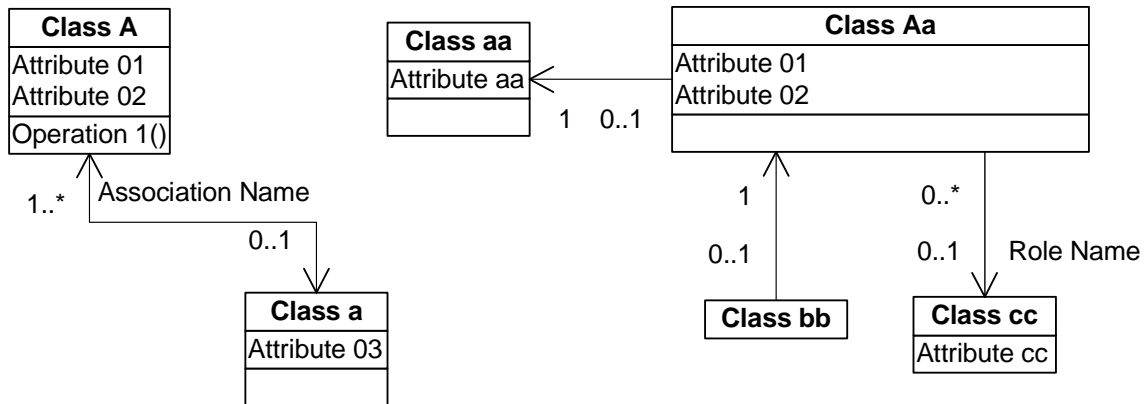 Class A
Attribute 01
Attribute 02
Operation 1()
1..*
Association Name
0..1
Class a
Attribute 03
Class aa
Attribute aa
1
0..1
Class Aa
Attribute 01
Attribute 02
1
0..1
Class bb
0..*
0..1
Role Name
Class cc
Attribute cc